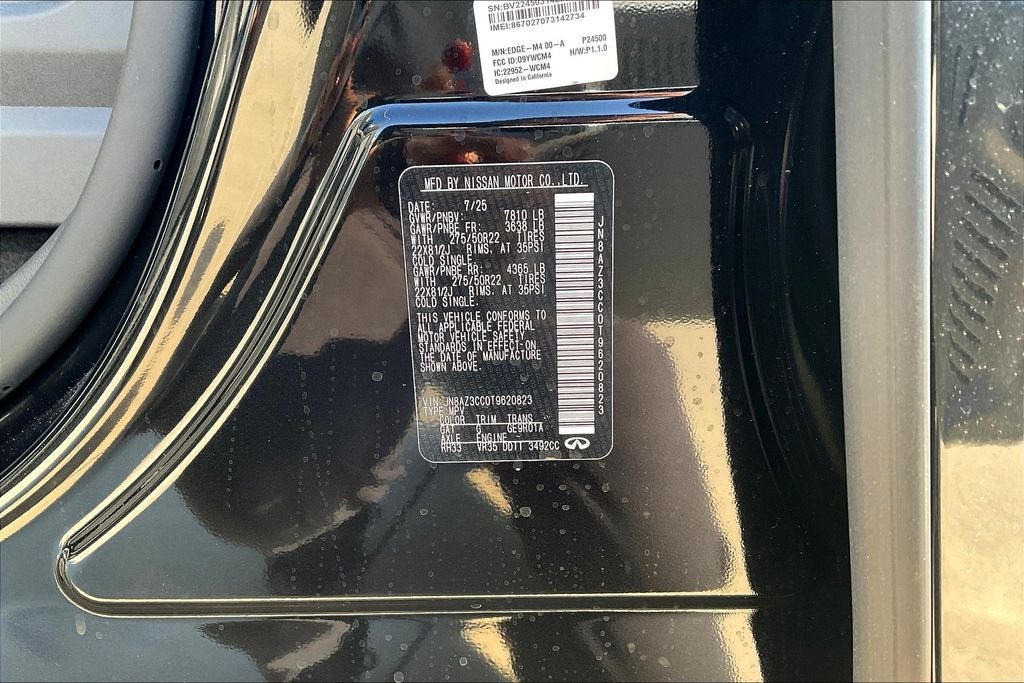 SN:BV224503142
IMEI:867027073142734
M/N:EDGE-M4 00-A P24500
FCC ID:O9YWCM4 H/W:P1.1.0
IC:22952-WCM4
Designed in California
MFD BY NISSAN MOTOR CO.,LTD.
DATE: 7/25
GVWR/PNBV: 7810 LB
GAWR/PNBE FR: 3638 LB
WITH 275/50R22 TIRES
22X81/2J RIMS, AT 35PSI
COLD SINGLE.
GAWR/PNBE RR: 4365 LB
WITH 275/50R22 TIRES
22X81/2J RIMS, AT 35PSI
COLD SINGLE.
THIS VEHICLE CONFORMS TO
ALL APPLICABLE FEDERAL
MOTOR VEHICLE SAFETY
STANDARDS IN EFFECT ON
THE DATE OF MANUFACTURE
SHOWN ABOVE.
VIN:JN8AZ3CC0T9620823
TYPE:MPV
COLOR TRIM TRANS
GAT G GE9R01A
AXLE ENGINE
RH33 VR35 DDTT 3492CC
JN8AZ3CC0T9620823